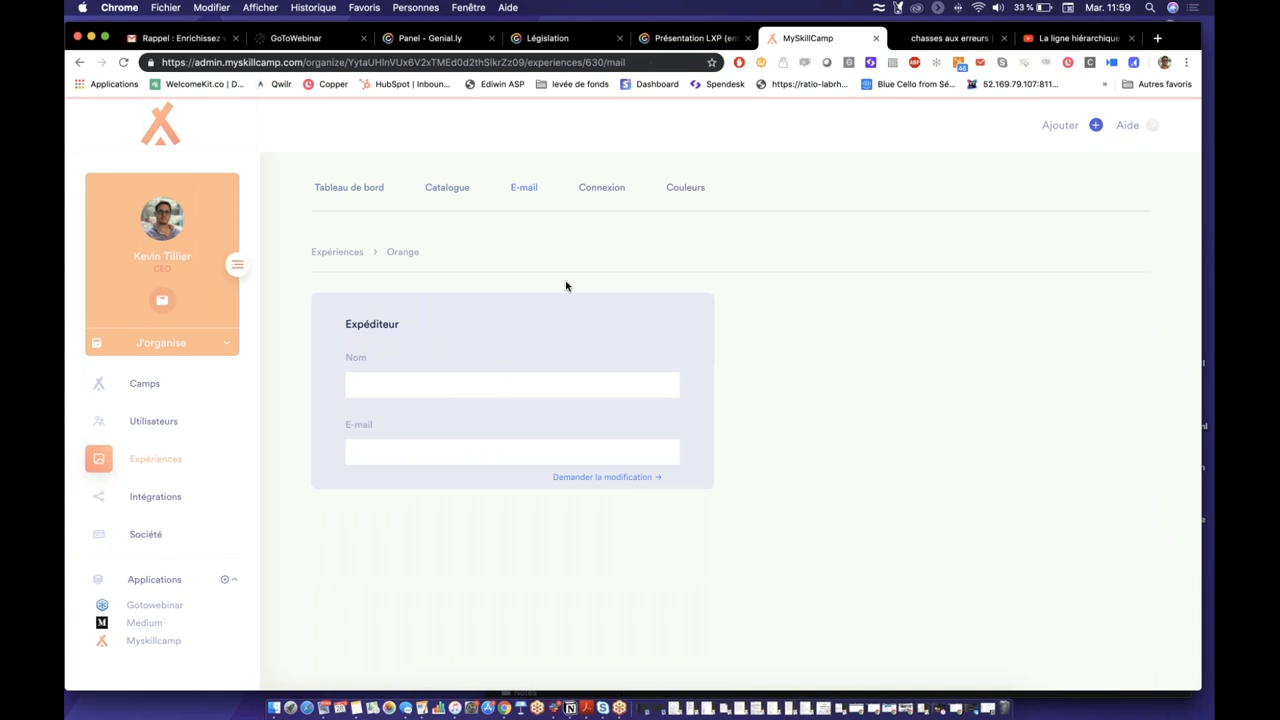 Chrome Fichier Modifier Afficher Historique Favoris Personnes Fenêtre Aide 33 % Mar. 11:59
Rappel : Enrichissez GoToWebinar Panel - Genial.ly Législation Présentation LXP (en MySkillCamp chasses aux erreurs La ligne hiérarchique
https://admin.myskillcamp.com/organize/YytaUHInVUx6V2xTMEd0d2thSlkrZz09/experiences/630/mail
Applications WelcomeKit.co | D... Qwilr Copper HubSpot | Inboun... Ediwin ASP levée de fonds Dashboard Spendesk https://ratio-labrh... Blue Cello from Sé... 52.169.79.107:811... » Autres favoris
Ajouter Aide ?
Tableau de bord Catalogue E-mail Connexion Couleurs
Kevin Tillier
CEO
J'organise
Expériences > Orange
Expéditeur
Nom
E-mail
Demander la modification →
Camps
Utilisateurs
Expériences
Intégrations
Société
Applications
Gotowebinar
Medium
Myskillcamp
Notes